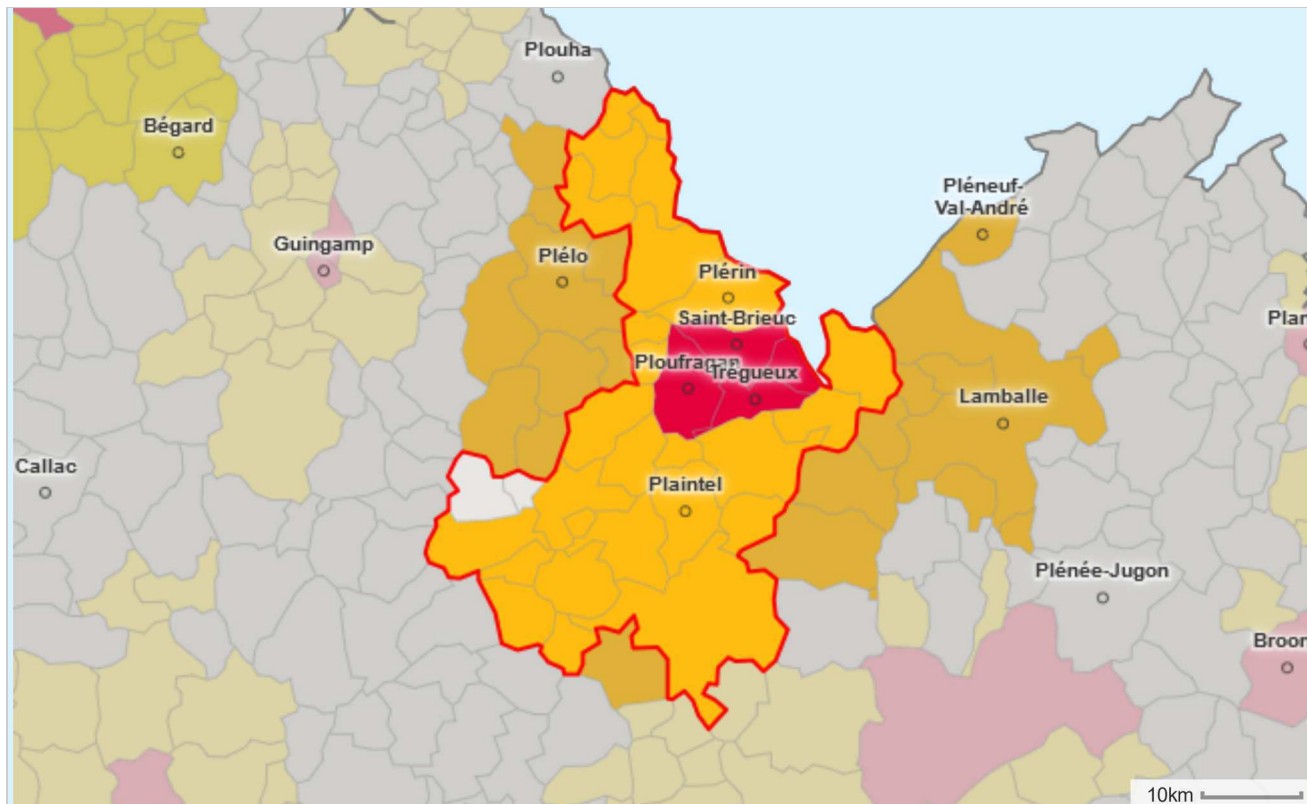 Plouha
Bégard
Pléneuf-
Val-André
Guingamp
Plélo
Plérin
Saint-Brieuc
Plan
Ploufragan
Trégueux
Lamballe
Callac
Plaintel
Plénée-Jugon
Broon
10km